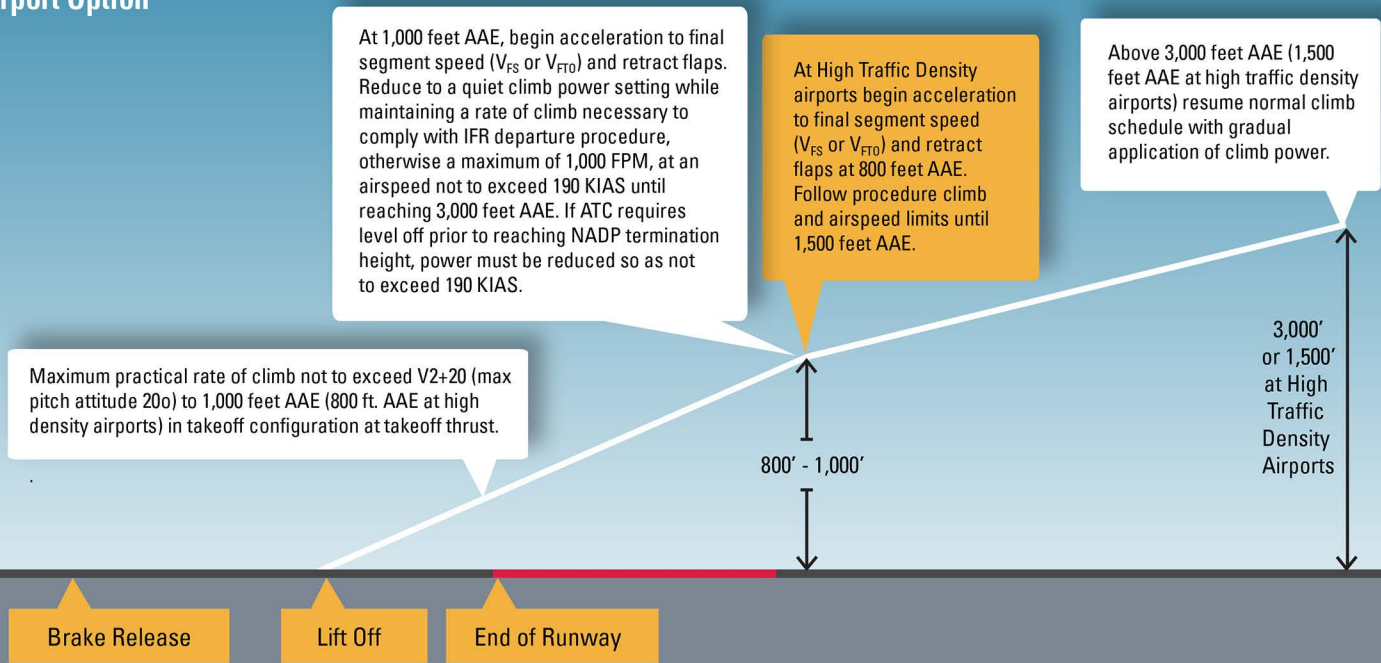 Option
At 1,000 feet AAE, begin acceleration to final
segment speed (VFS or VFTO) and retract flaps.
Reduce to a quiet climb power setting while
maintaining a rate of climb necessary to
comply with IFR departure procedure,
otherwise a maximum of 1,000 FPM, at an
airspeed not to exceed 190 KIAS until
reaching 3,000 feet AAE. If ATC requires
level off prior to reaching NADP termination
height, power must be reduced so as not
to exceed 190 KIAS.
At High Traffic Density
airports begin acceleration
to final segment speed
(VFS or VFTO) and retract
flaps at 800 feet AAE.
Follow procedure climb
and airspeed limits until
1,500 feet AAE.
Above 3,000 feet AAE (1,500
feet AAE at high traffic density
airports) resume normal climb
schedule with gradual
application of climb power.
Maximum practical rate of climb not to exceed V2+20 (max
pitch attitude 20o) to 1,000 feet AAE (800 ft. AAE at high
density airports) in takeoff configuration at takeoff thrust.
.
800′ - 1,000′
3,000′
or 1,500′
at High
Traffic
Density
Airports
Brake Release
Lift Off
End of Runway